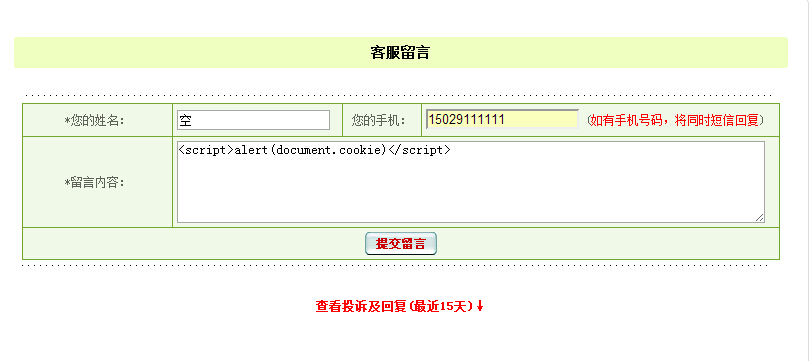 客服留言
*您的姓名: 空 您的手机: 15029111111 (如有手机号码，将同时短信回复)
*留言内容: <script>alert(document.cookie)</script>
提交留言
查看投诉及回复(最近15天)↓